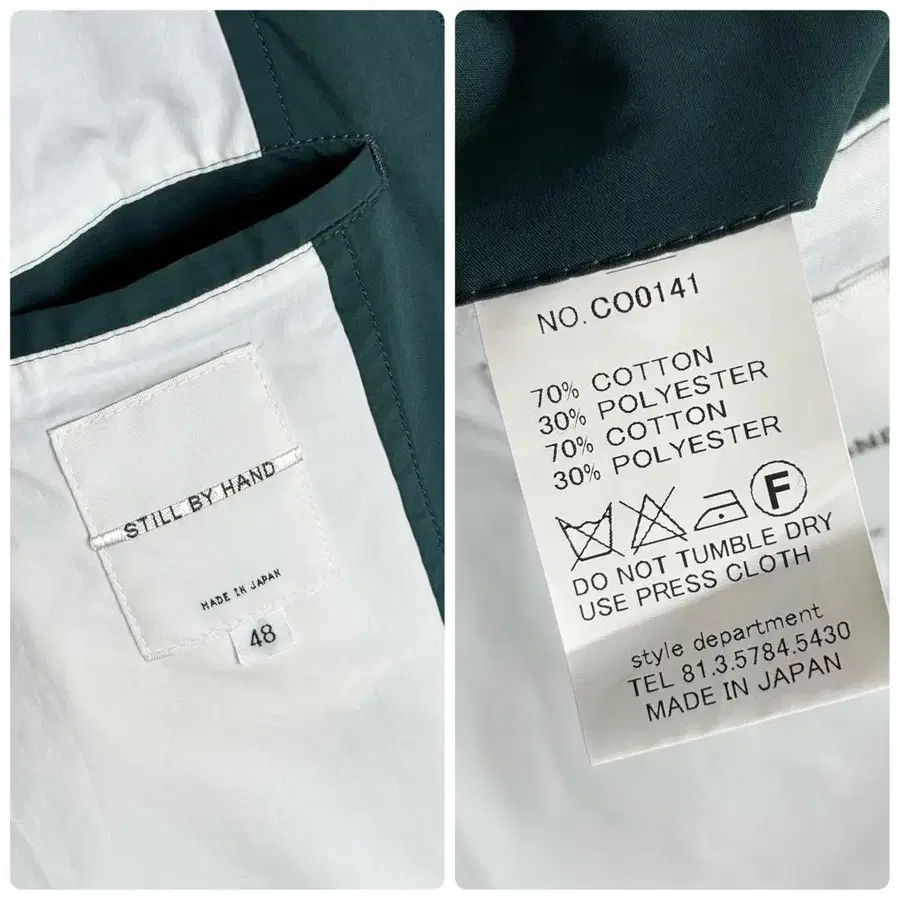 STILL BY HAND
MADE IN JAPAN
48
NO. CO0141
70% COTTON
30% POLYESTER
70% COTTON
30% POLYESTER
F
DO NOT TUMBLE DRY
USE PRESS CLOTH
style department
TEL 81.3.5784.5430
MADE IN JAPAN